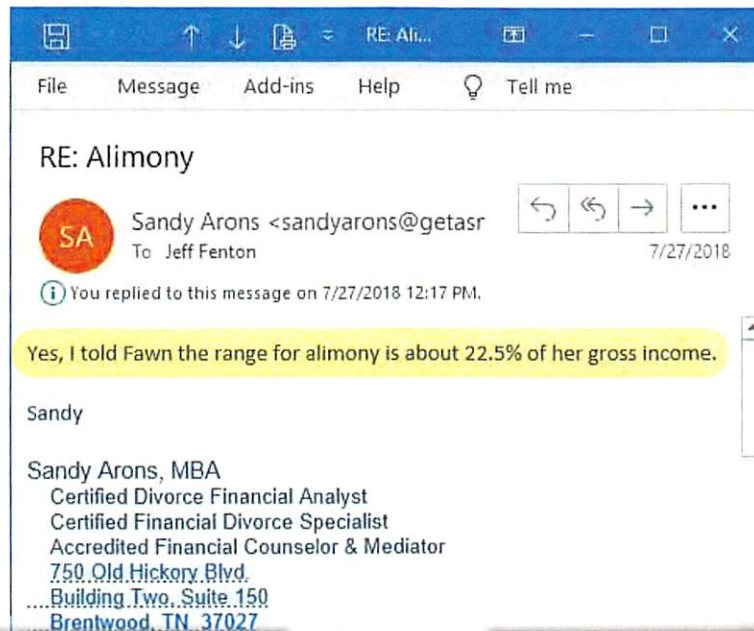 RE: Ali...
File Message Add-ins Help Tell me
RE: Alimony
SA
Sandy Arons <sandyarons@getasr
To Jeff Fenton
7/27/2018
You replied to this message on 7/27/2018 12:17 PM.
Yes, I told Fawn the range for alimony is about 22.5% of her gross income.
Sandy
Sandy Arons, MBA
Certified Divorce Financial Analyst
Certified Financial Divorce Specialist
Accredited Financial Counselor & Mediator
750 Old Hickory Blvd.
Building Two, Suite 150
Brentwood, TN 37027